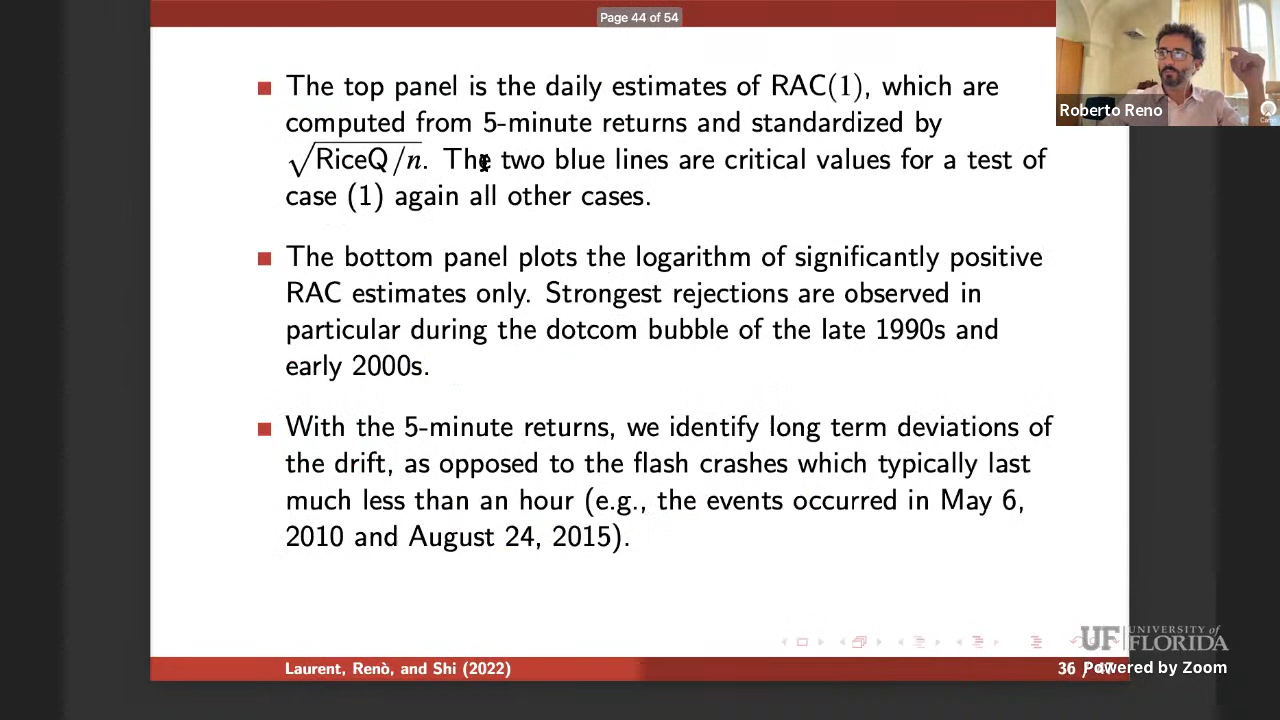 Page 44 of 54
The top panel is the daily estimates of RAC(1), which are
computed from 5-minute returns and standardized by
√RiceQ/n. The two blue lines are critical values for a test of
case (1) again all other cases.
The bottom panel plots the logarithm of significantly positive
RAC estimates only. Strongest rejections are observed in
particular during the dotcom bubble of the late 1990s and
early 2000s.
With the 5-minute returns, we identify long term deviations of
the drift, as opposed to the flash crashes which typically last
much less than an hour (e.g., the events occurred in May 6,
2010 and August 24, 2015).
Roberto Reno
UF UNIVERSITY of
FLORIDA
Laurent, Renò, and Shi (2022)
36 / 47
Powered by Zoom